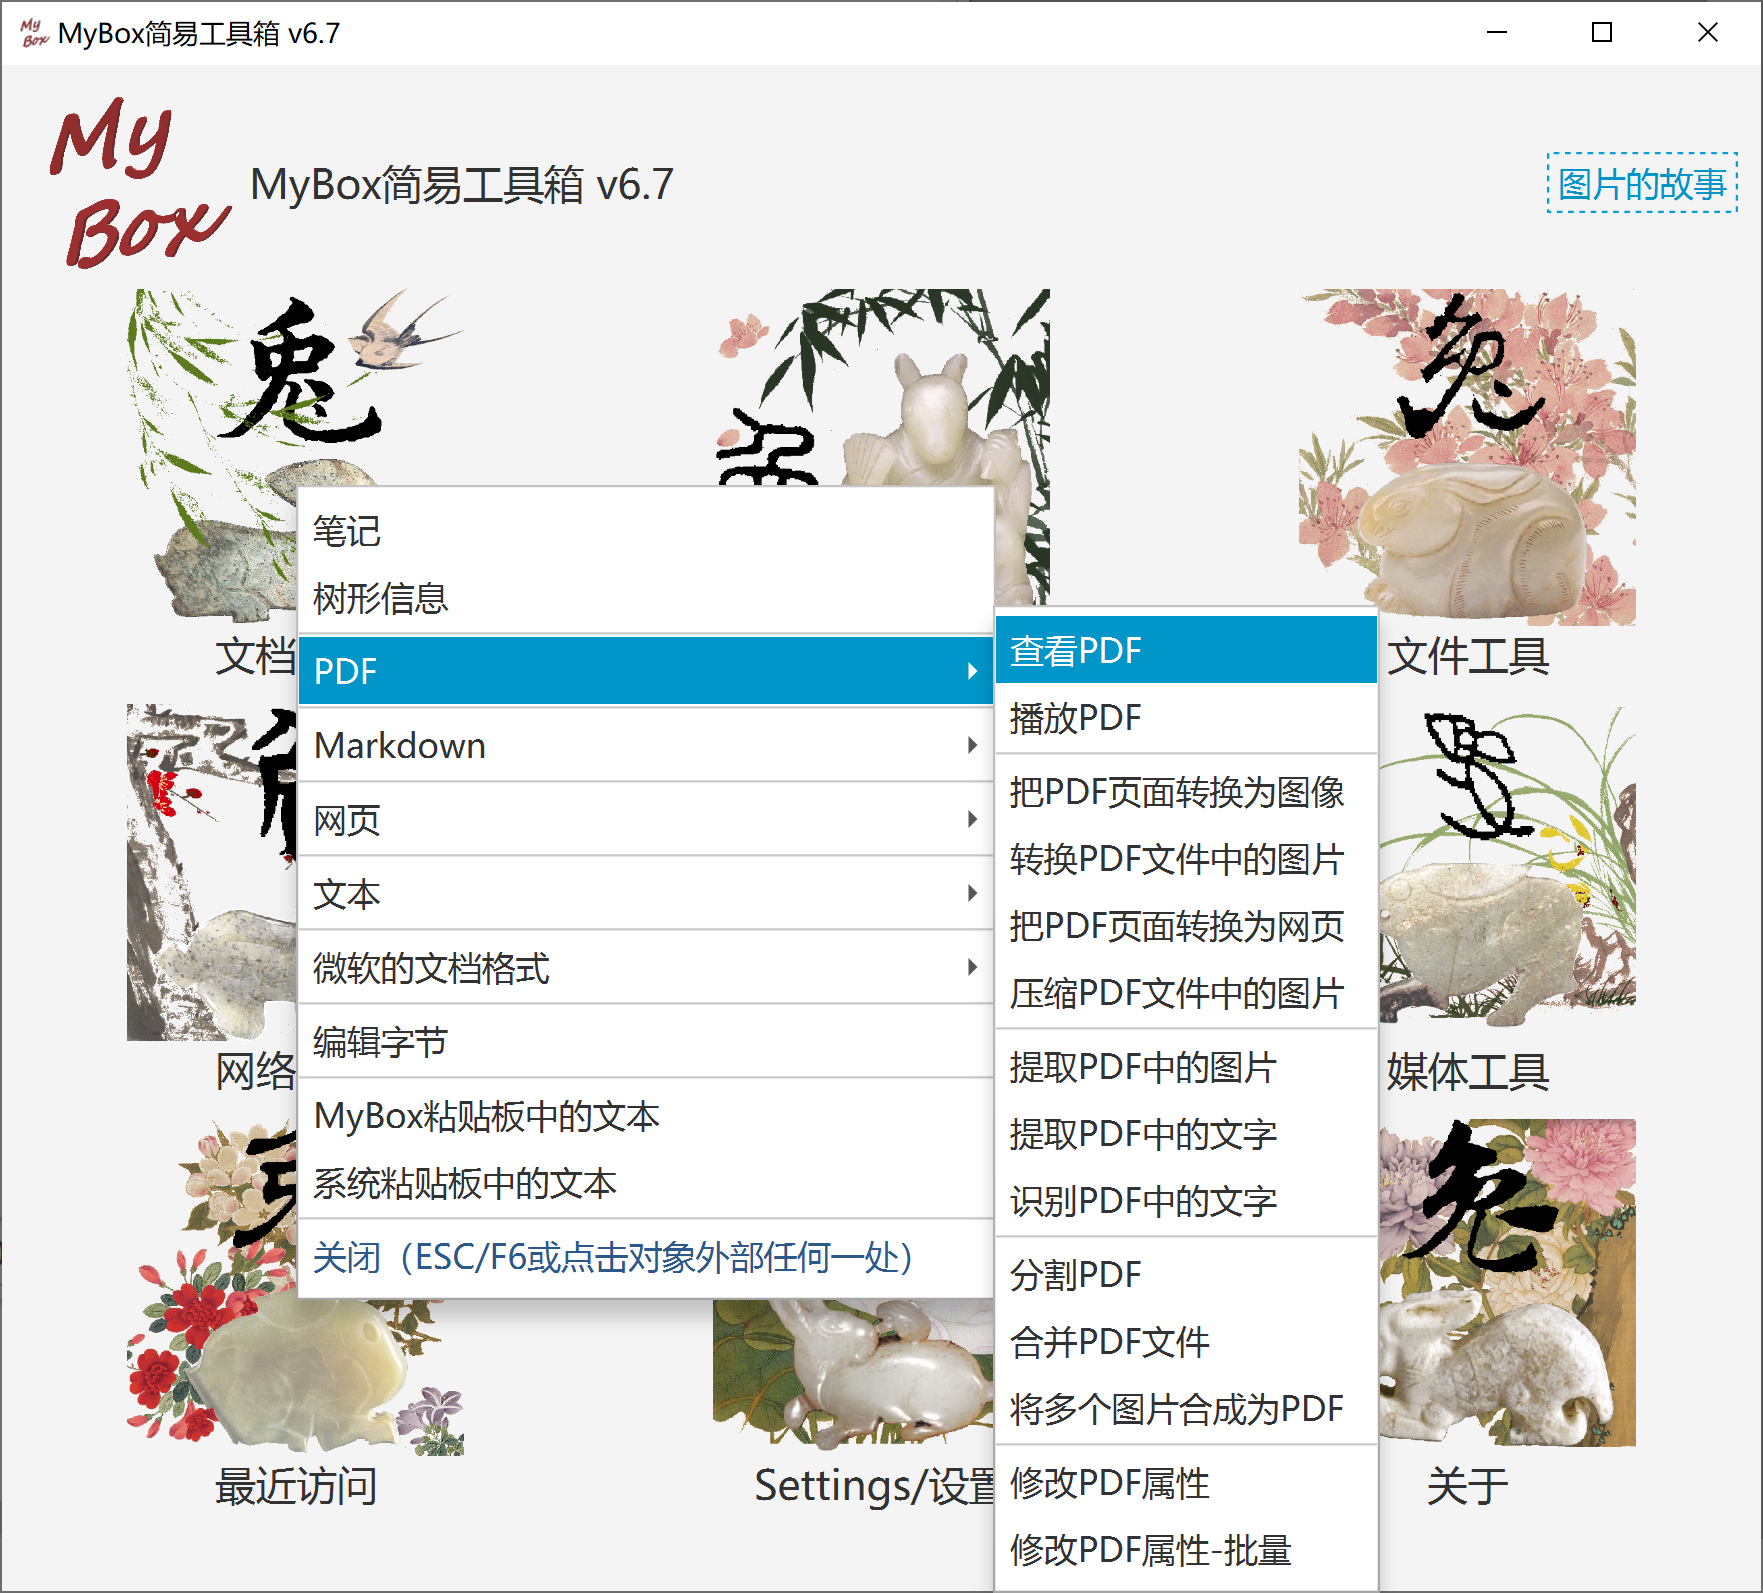 MyBox简易工具箱 v6.7
My
Box
MyBox简易工具箱 v6.7
图片的故事
兔
兔
文档
文件工具
笔记
树形信息
PDF
Markdown
网页
文本
微软的文档格式
编辑字节
MyBox粘贴板中的文本
系统粘贴板中的文本
关闭（ESC/F6或点击对象外部任何一处）
查看PDF
播放PDF
把PDF页面转换为图像
转换PDF文件中的图片
把PDF页面转换为网页
压缩PDF文件中的图片
提取PDF中的图片
提取PDF中的文字
识别PDF中的文字
分割PDF
合并PDF文件
将多个图片合成为PDF
修改PDF属性
修改PDF属性-批量
网络
媒体工具
兔
最近访问
Settings/设置
关于